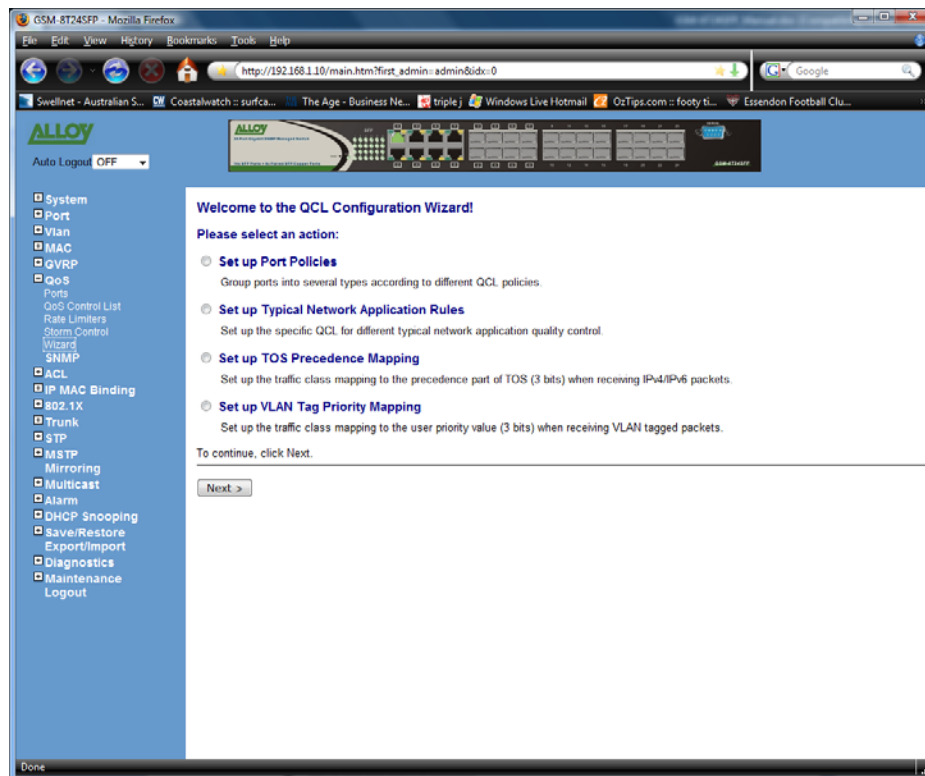 GSM-8T24SFP - Mozilla Firefox
File Edit View History Bookmarks Tools Help
http://192.168.1.10/main.htm?first_admin=admin&idx=0
Google
Swellnet - Australian S... Coastalwatch :: surfca... The Age - Business Ne... triple j Windows Live Hotmail OzTips.com :: footy ti... Essendon Football Clu...
ALLOY
Auto Logout OFF
ALLOY
GSM-8T24SFP
System
Port
Vlan
MAC
GVRP
QoS
Ports
QoS Control List
Rate Limiters
Storm Control
Wizard
SNMP
ACL
IP MAC Binding
802.1X
Trunk
STP
MSTP
Mirroring
Multicast
Alarm
DHCP Snooping
Save/Restore
Export/Import
Diagnostics
Maintenance
Logout
Welcome to the QCL Configuration Wizard!
Please select an action:
Set up Port Policies
Group ports into several types according to different QCL policies.
Set up Typical Network Application Rules
Set up the specific QCL for different typical network application quality control.
Set up TOS Precedence Mapping
Set up the traffic class mapping to the precedence part of TOS (3 bits) when receiving IPv4/IPv6 packets.
Set up VLAN Tag Priority Mapping
Set up the traffic class mapping to the user priority value (3 bits) when receiving VLAN tagged packets.
To continue, click Next.
Next >
Done